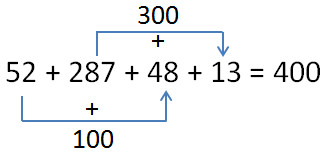 300
+
52 + 287 + 48 + 13 = 400
+
100